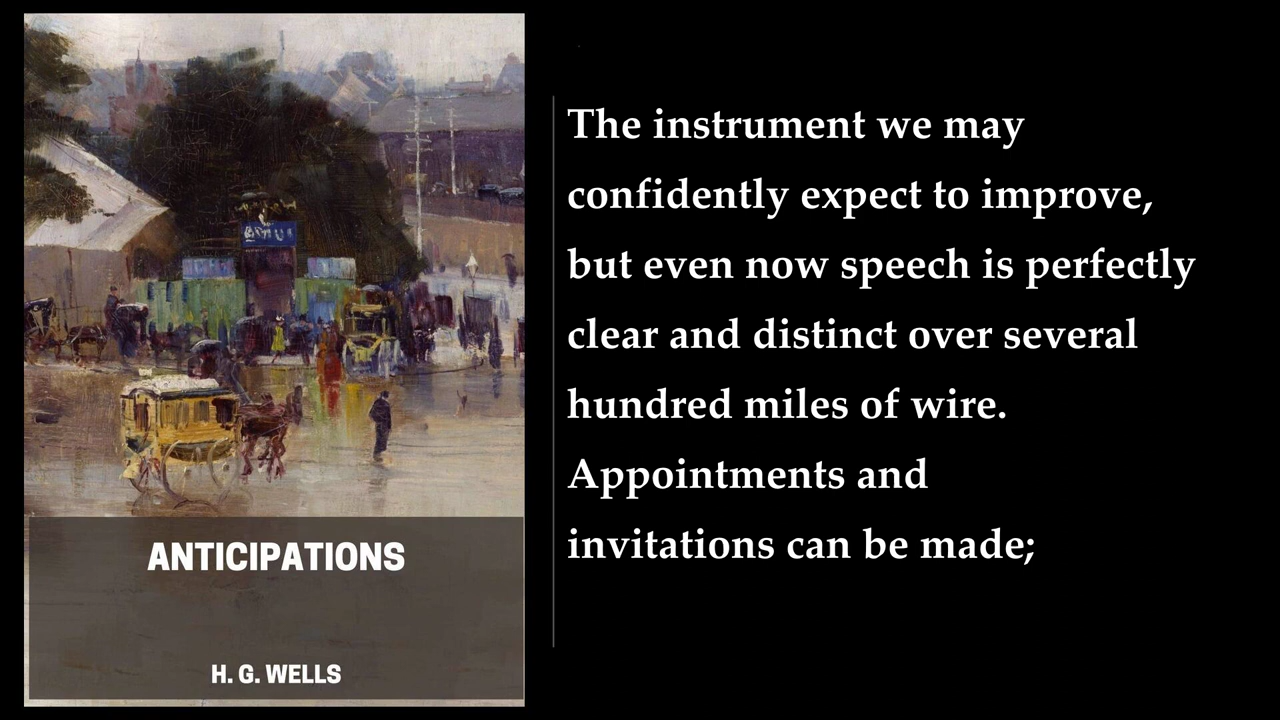 ANTICIPATIONS
H. G. WELLS
The instrument we may
confidently expect to improve,
but even now speech is perfectly
clear and distinct over several
hundred miles of wire.
Appointments and
invitations can be made;